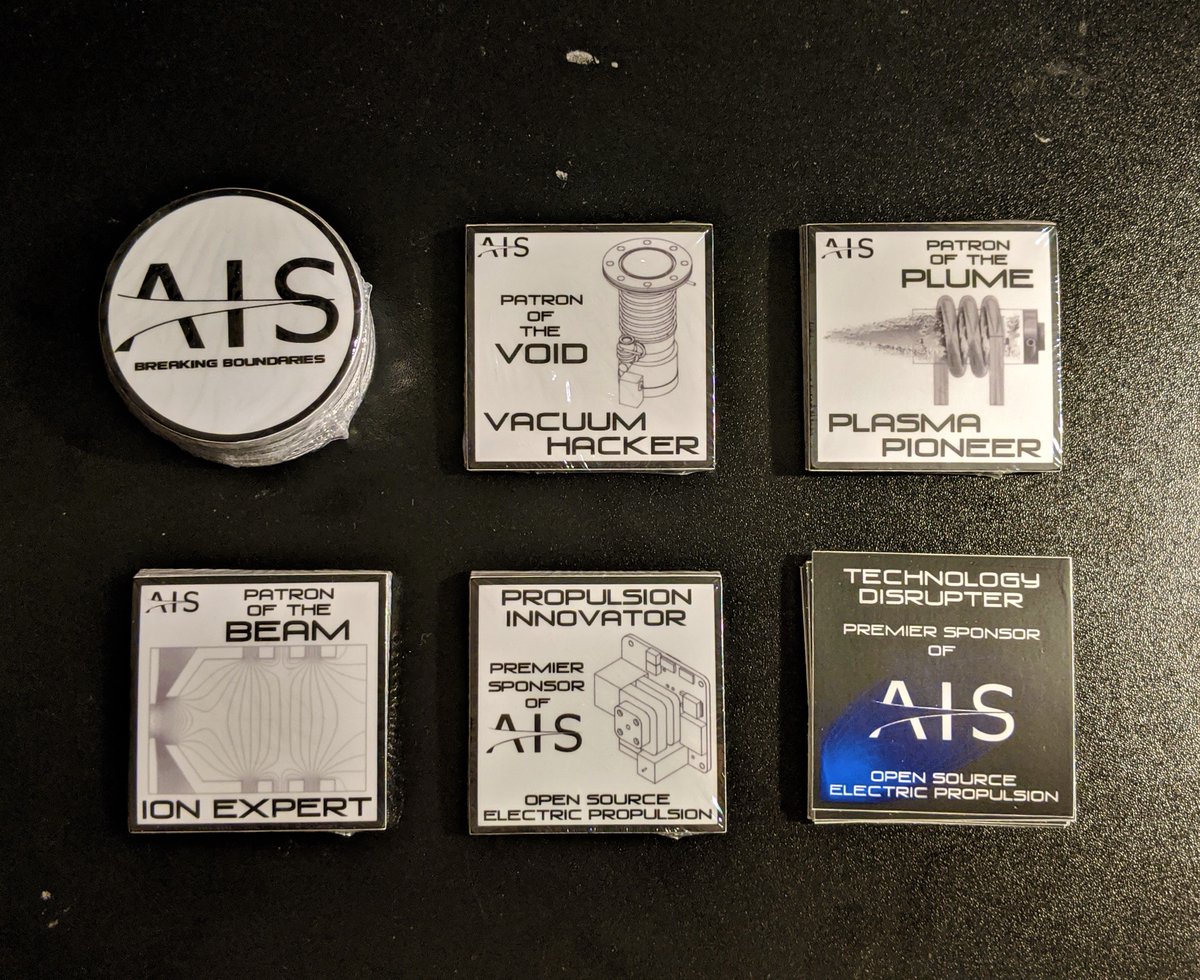 AIS
BREAKING BOUNDARIES
AIS
PATRON
OF
THE
VOID
VACUUM
HACKER
AIS
PATRON
OF THE
PLUME
PLASMA
PIONEER
AIS
PATRON
OF THE
BEAM
ION EXPERT
PROPULSION
INNOVATOR
PREMIER
SPONSOR
OF
AIS
OPEN SOURCE
ELECTRIC PROPULSION
TECHNOLOGY
DISRUPTER
PREMIER SPONSOR
OF
AIS
OPEN SOURCE
ELECTRIC PROPULSION